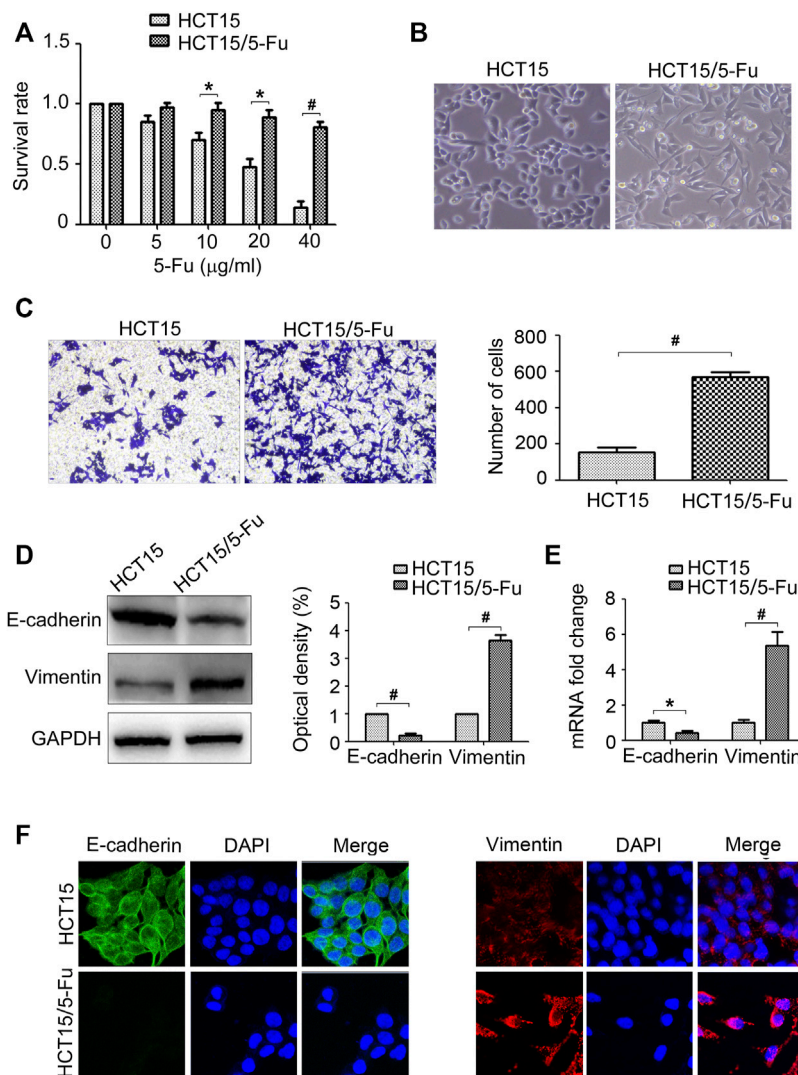 A
HCT15
HCT15/5-Fu
Survival rate
1.5
1.0
0.5
0
*
*
#
0 5 10 20 40
5-Fu (μg/ml)
B
HCT15 HCT15/5-Fu
C
HCT15 HCT15/5-Fu
Number of cells
800
600
400
200
0
#
HCT15 HCT15/5-Fu
D
HCT15 HCT15/5-Fu
E-cadherin
Vimentin
GAPDH
HCT15
HCT15/5-Fu
Optical density (%)
5
4
3
2
1
0
#
#
E-cadherin Vimentin
E
HCT15
HCT15/5-Fu
mRNA fold change
8
6
4
2
0
*
#
E-cadherin Vimentin
F
E-cadherin DAPI Merge
HCT15
HCT15/5-Fu
Vimentin DAPI Merge